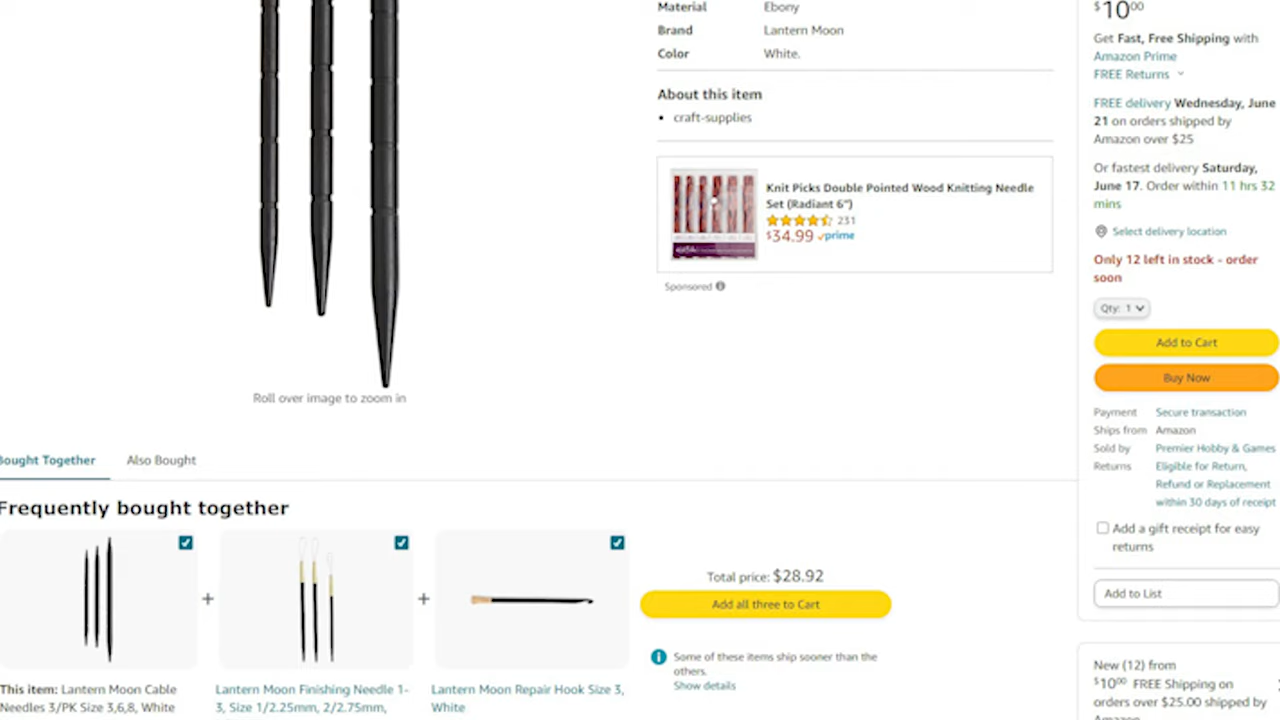 Material Ebony
Brand Lantern Moon
Color White.
About this item
• craft-supplies
Knit Picks Double Pointed Wood Knitting Needle
Set (Radiant 6")
231
$34.99 prime
Sponsored
Roll over image to zoom in
$1000
Get Fast, Free Shipping with
Amazon Prime
FREE Returns
FREE delivery Wednesday, June
21 on orders shipped by
Amazon over $25
Or fastest delivery Saturday,
June 17. Order within 11 hrs 32
mins
Select delivery location
Only 12 left in stock - order
soon
Qty: 1
Add to Cart
Buy Now
Payment Secure transaction
Ships from Amazon
Sold by Premier Hobby & Games
Returns Eligible for Return,
Refund or Replacement
within 30 days of receipt
Add a gift receipt for easy
returns
Add to List
New (12) from
$1000 FREE Shipping on
orders over $25.00 shipped by
Amazon
Bought Together Also Bought
Frequently bought together
+
+
Total price: $28.92
Add all three to Cart
Some of these items ship sooner than the
others.
Show details
This item: Lantern Moon Cable
Needles 3/PK Size 3,6,8, White
Lantern Moon Finishing Needle 1-
3, Size 1/2.25mm, 2/2.75mm,
Lantern Moon Repair Hook Size 3,
White